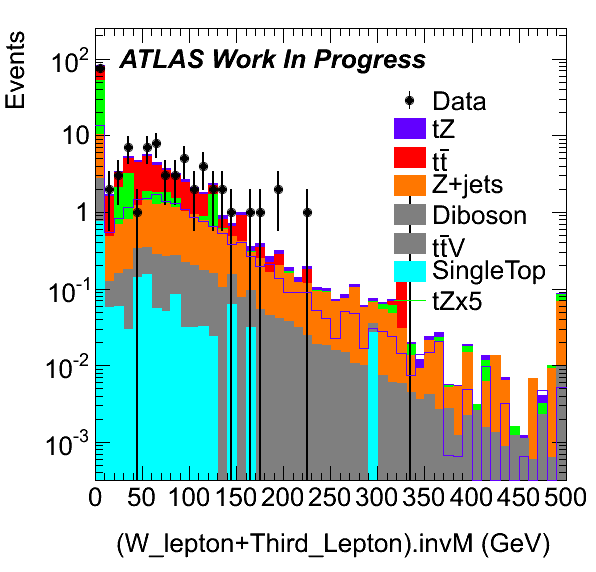 Events
ATLAS Work In Progress
10²
10
1
10⁻¹
10⁻²
10⁻³
Data
tZ
tt̄
Z+jets
Diboson
tt̄V
SingleTop
tZx5
0 50 100 150 200 250 300 350 400 450 500
(W_lepton+Third_Lepton).invM (GeV)